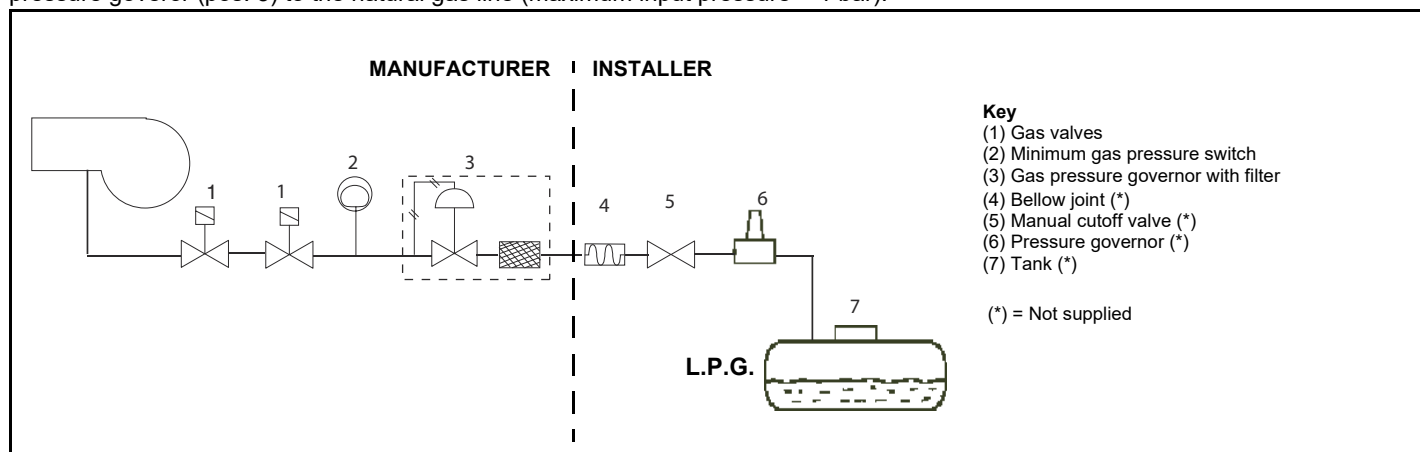 MANUFACTURER INSTALLER
1 1 2 3 4 5 6
7
L.P.G.
Key
(1) Gas valves
(2) Minimum gas pressure switch
(3) Gas pressure governor with filter
(4) Bellow joint (*)
(5) Manual cutoff valve (*)
(6) Pressure governor (*)
(7) Tank (*)
(*) = Not supplied